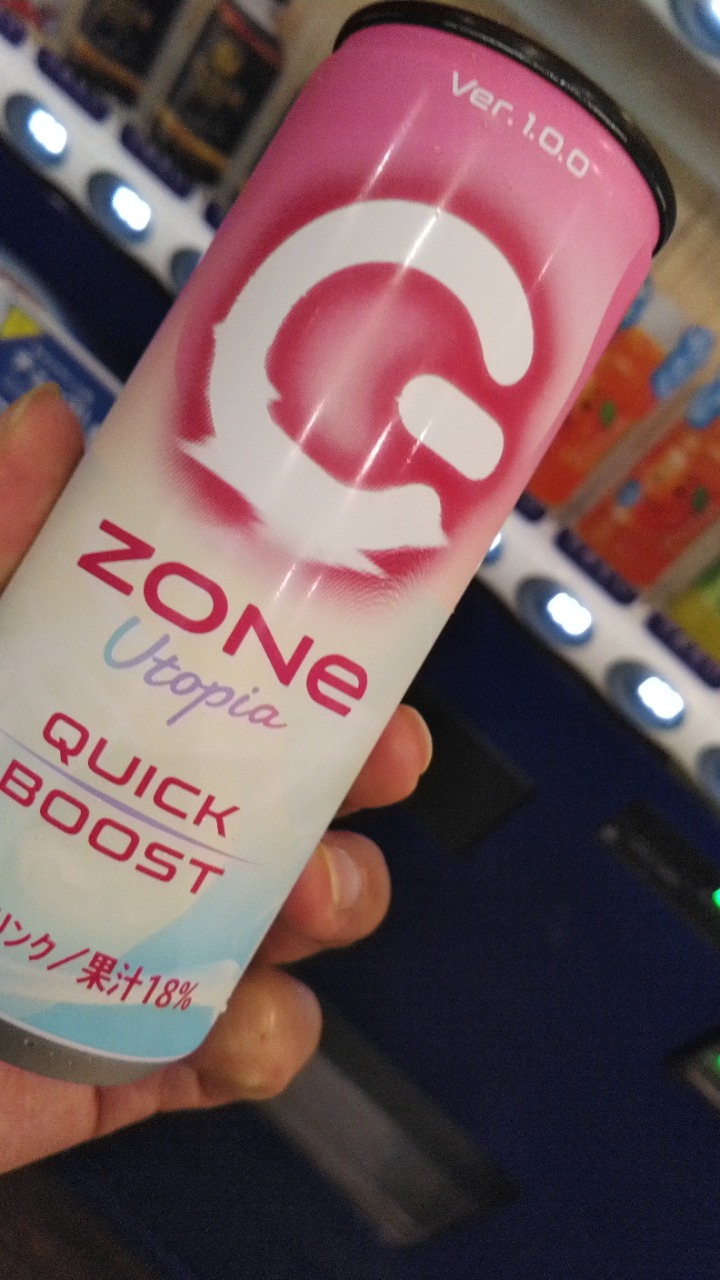 Ver. 1.0.0
ZONe
Utopia
QUICK
BOOST
リンク/果汁18%